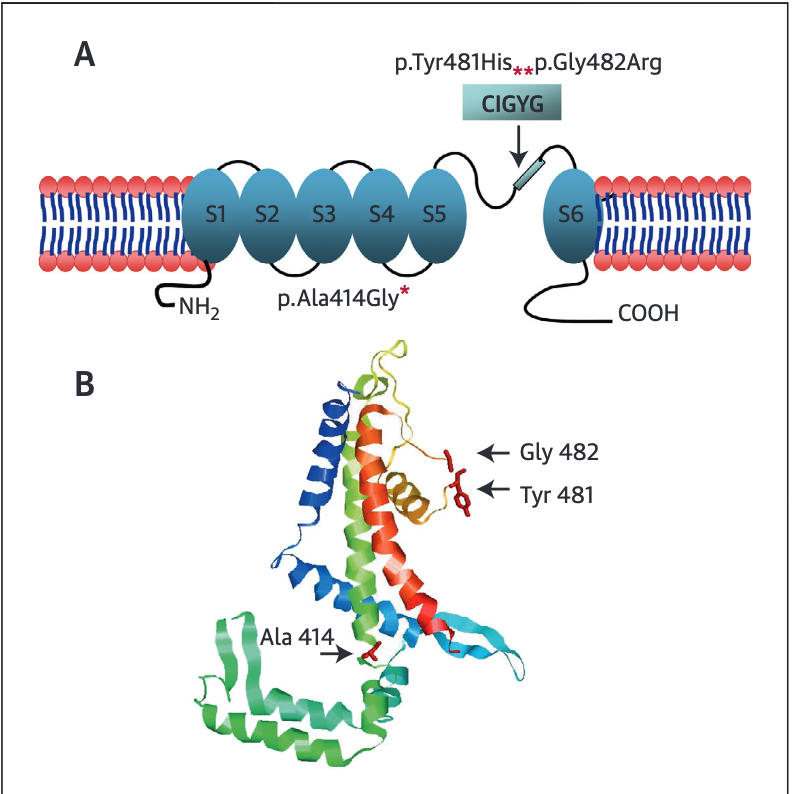 A
p.Tyr481His**p.Gly482Arg
CIGYG
S1 S2 S3 S4 S5 S6
p.Ala414Gly*
NH₂
COOH
B
Gly 482
Tyr 481
Ala 414